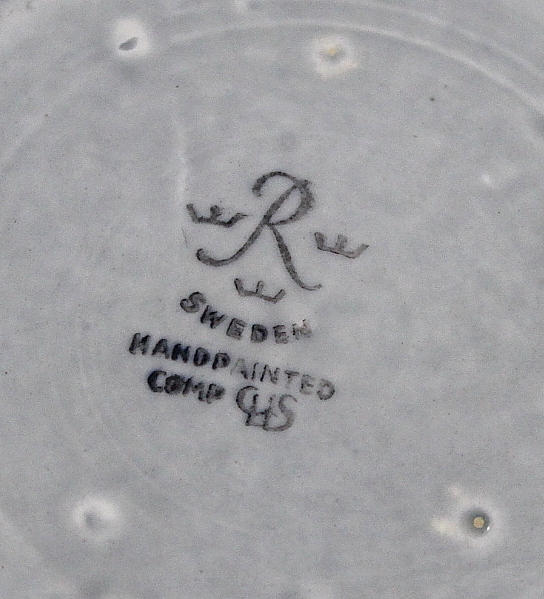 R
SWEDEN
HANDPAINTED
COMP GHS